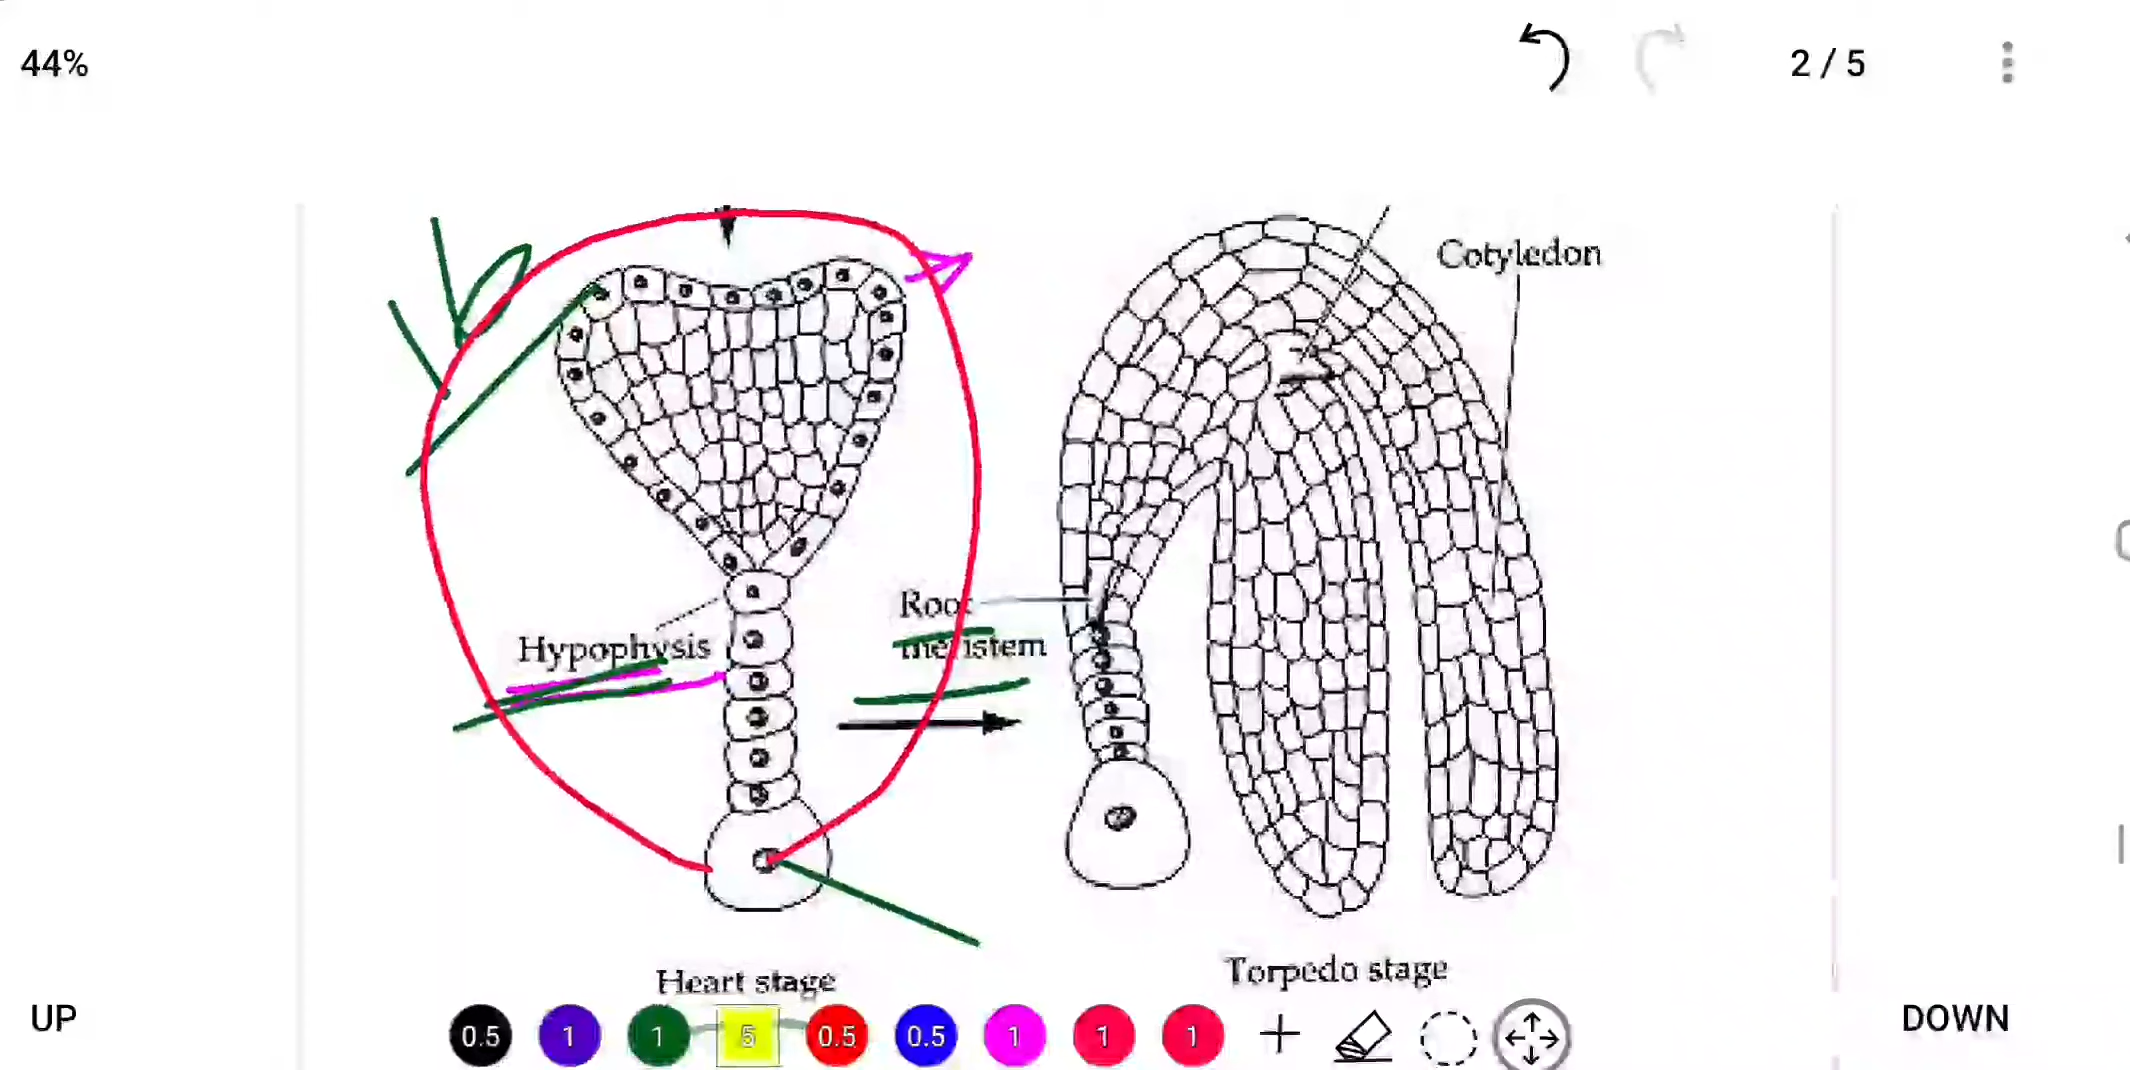 44%
2 / 5
Cotyledon
Root
meristem
Hypophysis
Heart stage
Torpedo stage
UP
0.5 1 1 5 0.5 0.5 1 1 1
DOWN